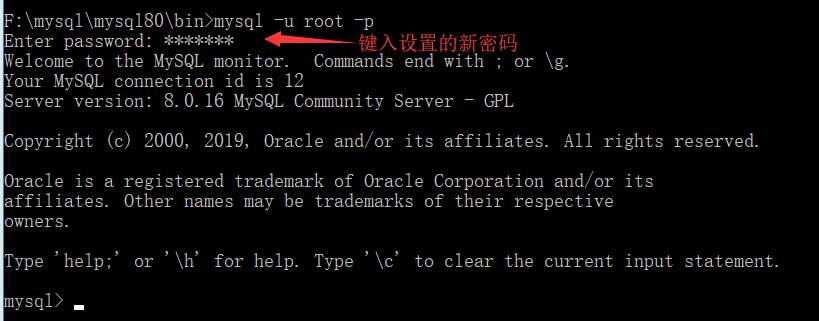 F:\mysql\mysql80\bin>mysql -u root -p
Enter password: ******* 键入设置的新密码
Welcome to the MySQL monitor.  Commands end with ; or \g.
Your MySQL connection id is 12
Server version: 8.0.16 MySQL Community Server - GPL
Copyright (c) 2000, 2019, Oracle and/or its affiliates. All rights reserved.
Oracle is a registered trademark of Oracle Corporation and/or its
affiliates. Other names may be trademarks of their respective
owners.
Type 'help;' or '\h' for help. Type '\c' to clear the current input statement.
mysql>